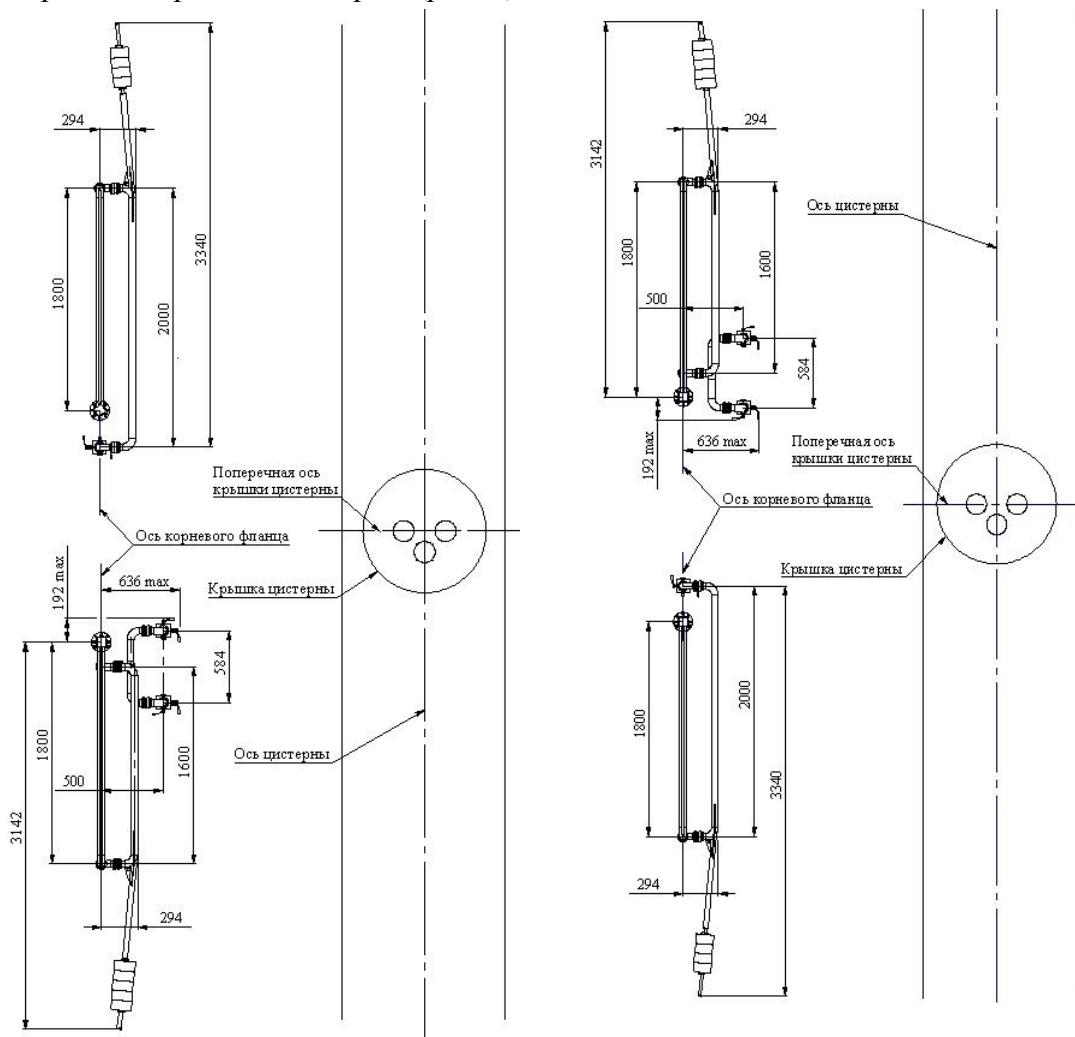 294
3340
1800
2000
Поперечная ось
крышки цистерны
Ось корневого фланца
192 max
636 max
Крышка цистерны
584
1800
1600
500
Ось цистерны
3142
294
294
3142
Ось цистерны
1800
1600
500
584
192 max
636 max
Поперечная ось
крышки цистерны
Ось корневого фланца
Крышка цистерны
2000
1800
3340
294